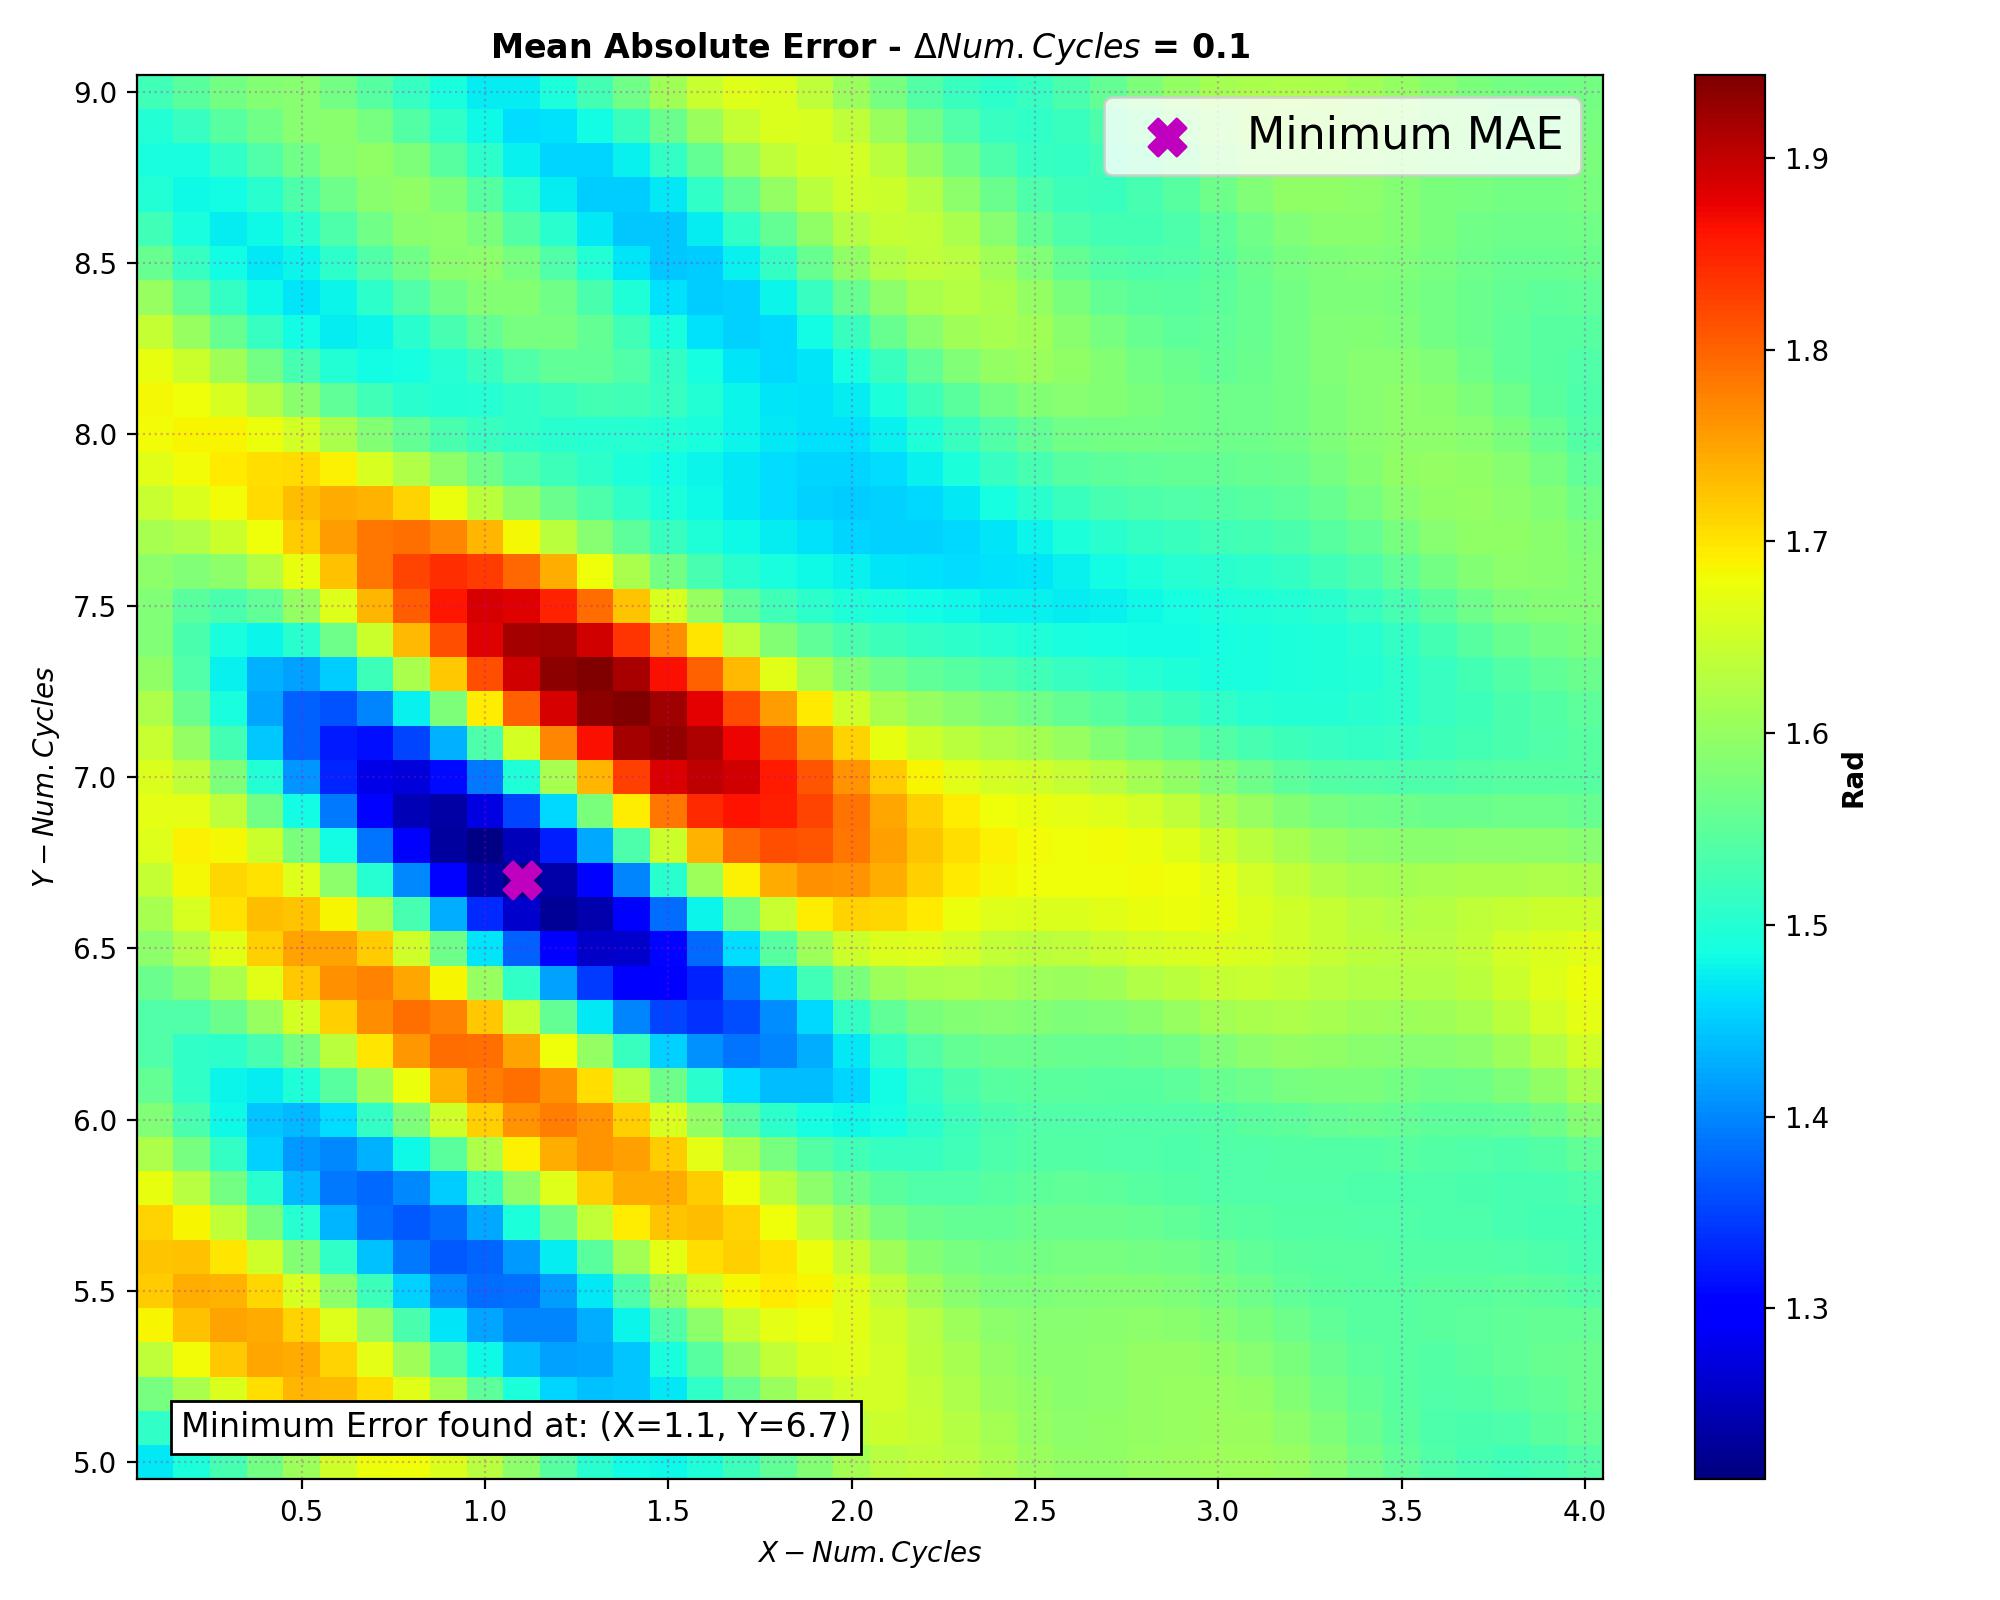 Mean Absolute Error - ΔNum.Cycles = 0.1
Minimum MAE
9.0
8.5
8.0
7.5
7.0
6.5
6.0
5.5
5.0
Y − Num.Cycles
Minimum Error found at: (X=1.1, Y=6.7)
0.5 1.0 1.5 2.0 2.5 3.0 3.5 4.0
X − Num.Cycles
1.9
1.8
1.7
1.6
1.5
1.4
1.3
Rad